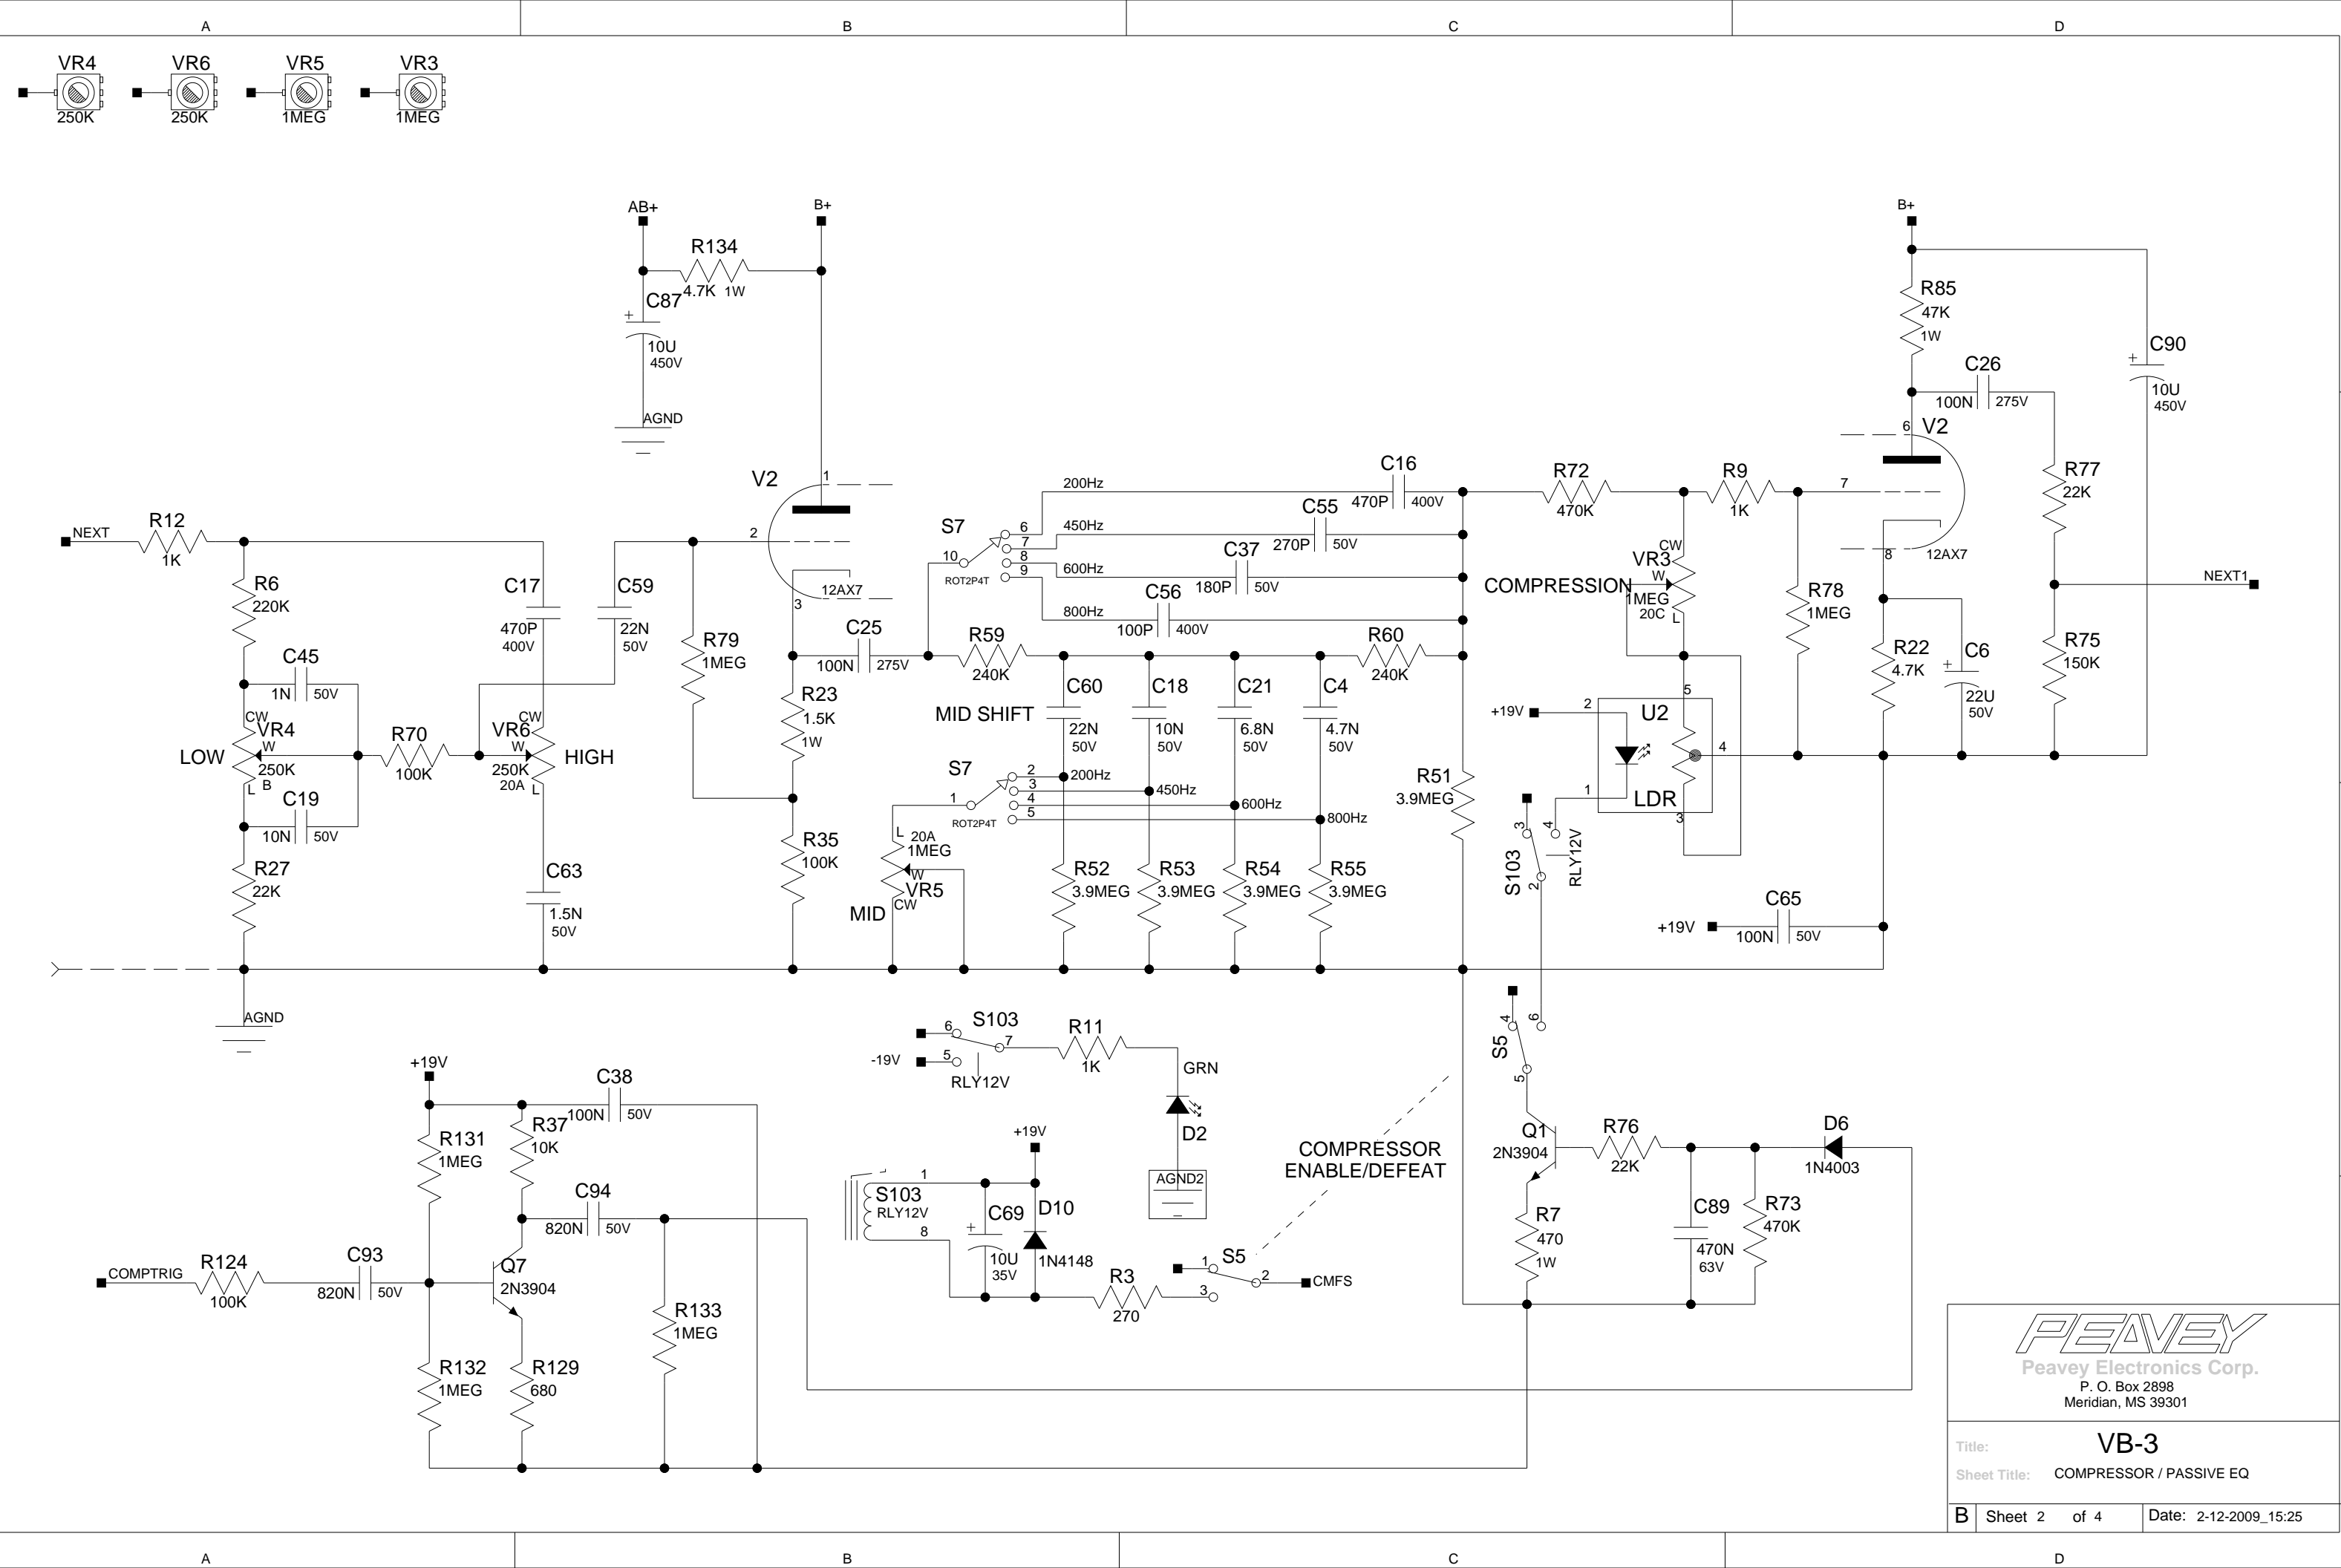 A B C D
VR4 VR6 VR5 VR3
250K 250K 1MEG 1MEG
AB+
B+
R134
4.7K 1W
C87
+
10U
450V
AGND
B+
R85
47K
1W
C90
+
10U
450V
C26
100N 275V
6 V2
7
8 12AX7
R77
22K
NEXT1
R75
150K
NEXT
R12
1K
R6
220K
C45
1N 50V
CW
VR4
W
LOW
250K
L B
C19
10N 50V
R27
22K
AGND
R70
100K
C17
470P
400V
C59
22N
50V
CW
VR6
W
250K
20A L
HIGH
C63
1.5N
50V
V2
1
2
12AX7
3
R79
1MEG
C25
100N 275V
R23
1.5K
1W
R35
100K
S7
10
ROT2P4T
6
7
8
9
200Hz
450Hz
600Hz
800Hz
C16
470P 400V
C55
270P 50V
C37
180P 50V
C56
100P 400V
R59
240K
R60
240K
MID SHIFT
C60
22N
50V
C18
10N
50V
C21
6.8N
50V
C4
4.7N
50V
S7
1
ROT2P4T
2
3
4
5
200Hz
450Hz
600Hz
800Hz
L 20A
1MEG
W
VR5
CW
MID
R52
3.9MEG
R53
3.9MEG
R54
3.9MEG
R55
3.9MEG
R51
3.9MEG
R72
470K
R9
1K
COMPRESSION
CW
VR3
W
1MEG
20C
L
R78
1MEG
R22
4.7K
C6
+
22U
50V
+19V
2
U2
5
4
1
LDR
3
3
4
S103
RLY12V
2
+19V
C65
100N 50V
S103
6
7
-19V
5
RLY12V
R11
1K
GRN
D2
AGND2
4
6
S5
5
Q1
2N3904
R76
22K
D6
1N4003
R7
470
1W
C89
470N
63V
R73
470K
COMPRESSOR
ENABLE/DEFEAT
+19V
S103
RLY12V
1
8
C69
+
10U
35V
D10
1N4148
R3
270
S5
1
2
3
CMFS
+19V
C38
100N 50V
R131
1MEG
R37
10K
C94
820N 50V
COMPTRIG
R124
100K
C93
820N 50V
Q7
2N3904
R132
1MEG
R129
680
R133
1MEG
PEAVEY
Peavey Electronics Corp.
P. O. Box 2898
Meridian, MS 39301
Title: VB-3
Sheet Title: COMPRESSOR / PASSIVE EQ
B Sheet 2 of 4 Date: 2-12-2009_15:25
A B C D